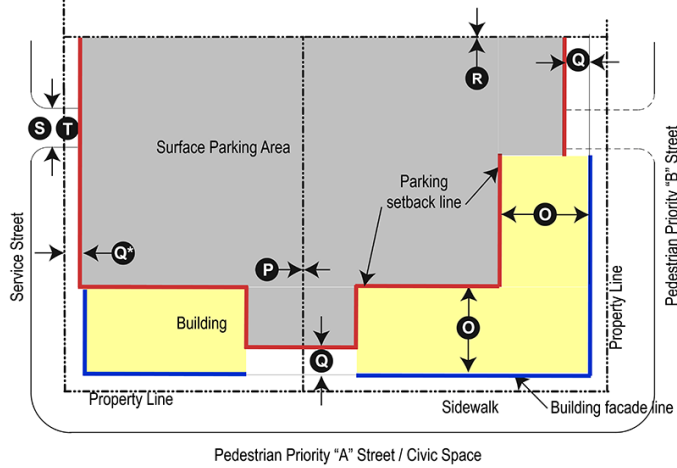 R
Q
S T
Surface Parking Area
Parking
setback line
O
Q*
P
Building
O
Q
Service Street
Pedestrian Priority "B" Street
Property Line
Property Line
Sidewalk
Building facade line
Pedestrian Priority "A" Street / Civic Space